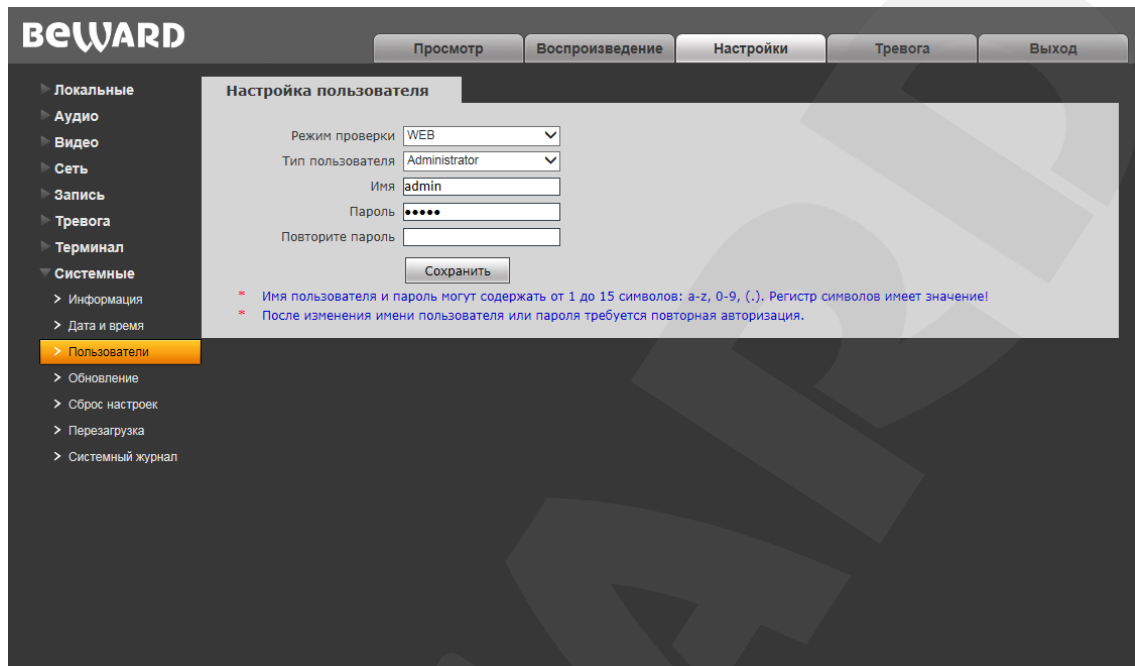 BEWARD
Просмотр Воспроизведение Настройки Тревога Выход
Локальные
Аудио
Видео
Сеть
Запись
Тревога
Терминал
Системные
> Информация
> Дата и время
> Пользователи
> Обновление
> Сброс настроек
> Перезагрузка
> Системный журнал
Настройка пользователя
Режим проверки WEB
Тип пользователя Administrator
Имя admin
Пароль •••••
Повторите пароль
Сохранить
* Имя пользователя и пароль могут содержать от 1 до 15 символов: a-z, 0-9, (.). Регистр символов имеет значение!
* После изменения имени пользователя или пароля требуется повторная авторизация.